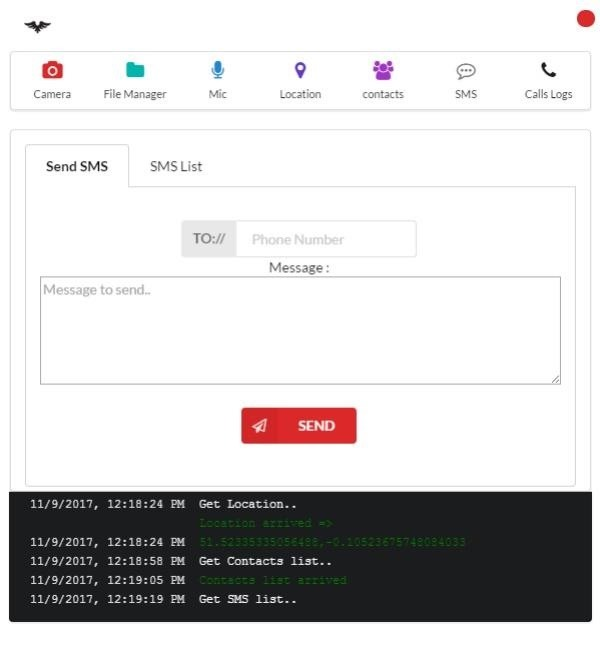 Camera File Manager Mic Location contacts SMS Calls Logs
Send SMS SMS List
TO:// Phone Number
Message :
Message to send..
SEND
11/9/2017, 12:18:24 PM Get Location..
Location arrived =>
11/9/2017, 12:18:24 PM 51.52335335056488,-0.10523675748084033
11/9/2017, 12:18:58 PM Get Contacts list..
11/9/2017, 12:19:05 PM Contacts list arrived
11/9/2017, 12:19:19 PM Get SMS list..